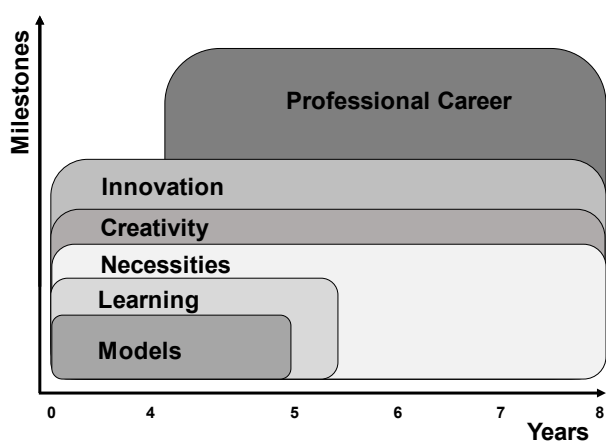 Milestones
Professional Career
Innovation
Creativity
Necessities
Learning
Models
0 4 5 6 7 8
Years